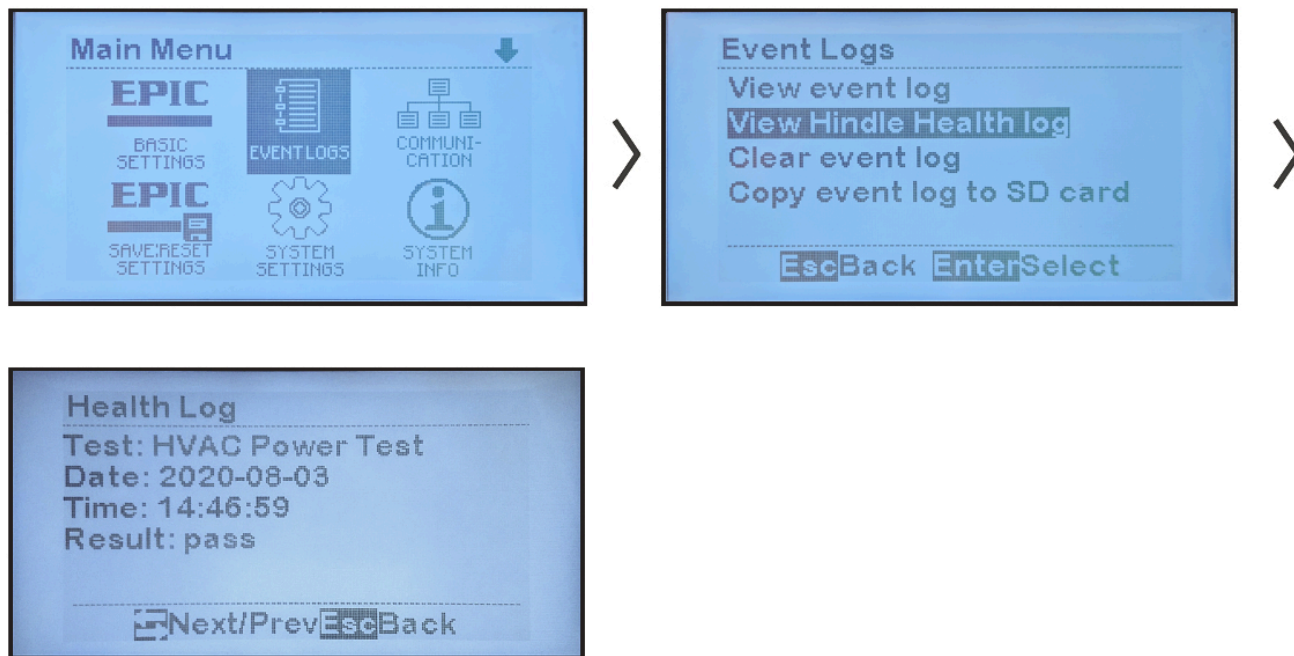 Main Menu
EPIC
BASIC
SETTINGS
EVENT LOGS
COMMUNI-
CATION
EPIC
SAVE:RESET
SETTINGS
SYSTEM
SETTINGS
SYSTEM
INFO
Event Logs
View event log
View Hindle Health log
Clear event log
Copy event log to SD card
Esc Back Enter Select
Health Log
Test: HVAC Power Test
Date: 2020-08-03
Time: 14:46:59
Result: pass
Next/Prev Esc Back